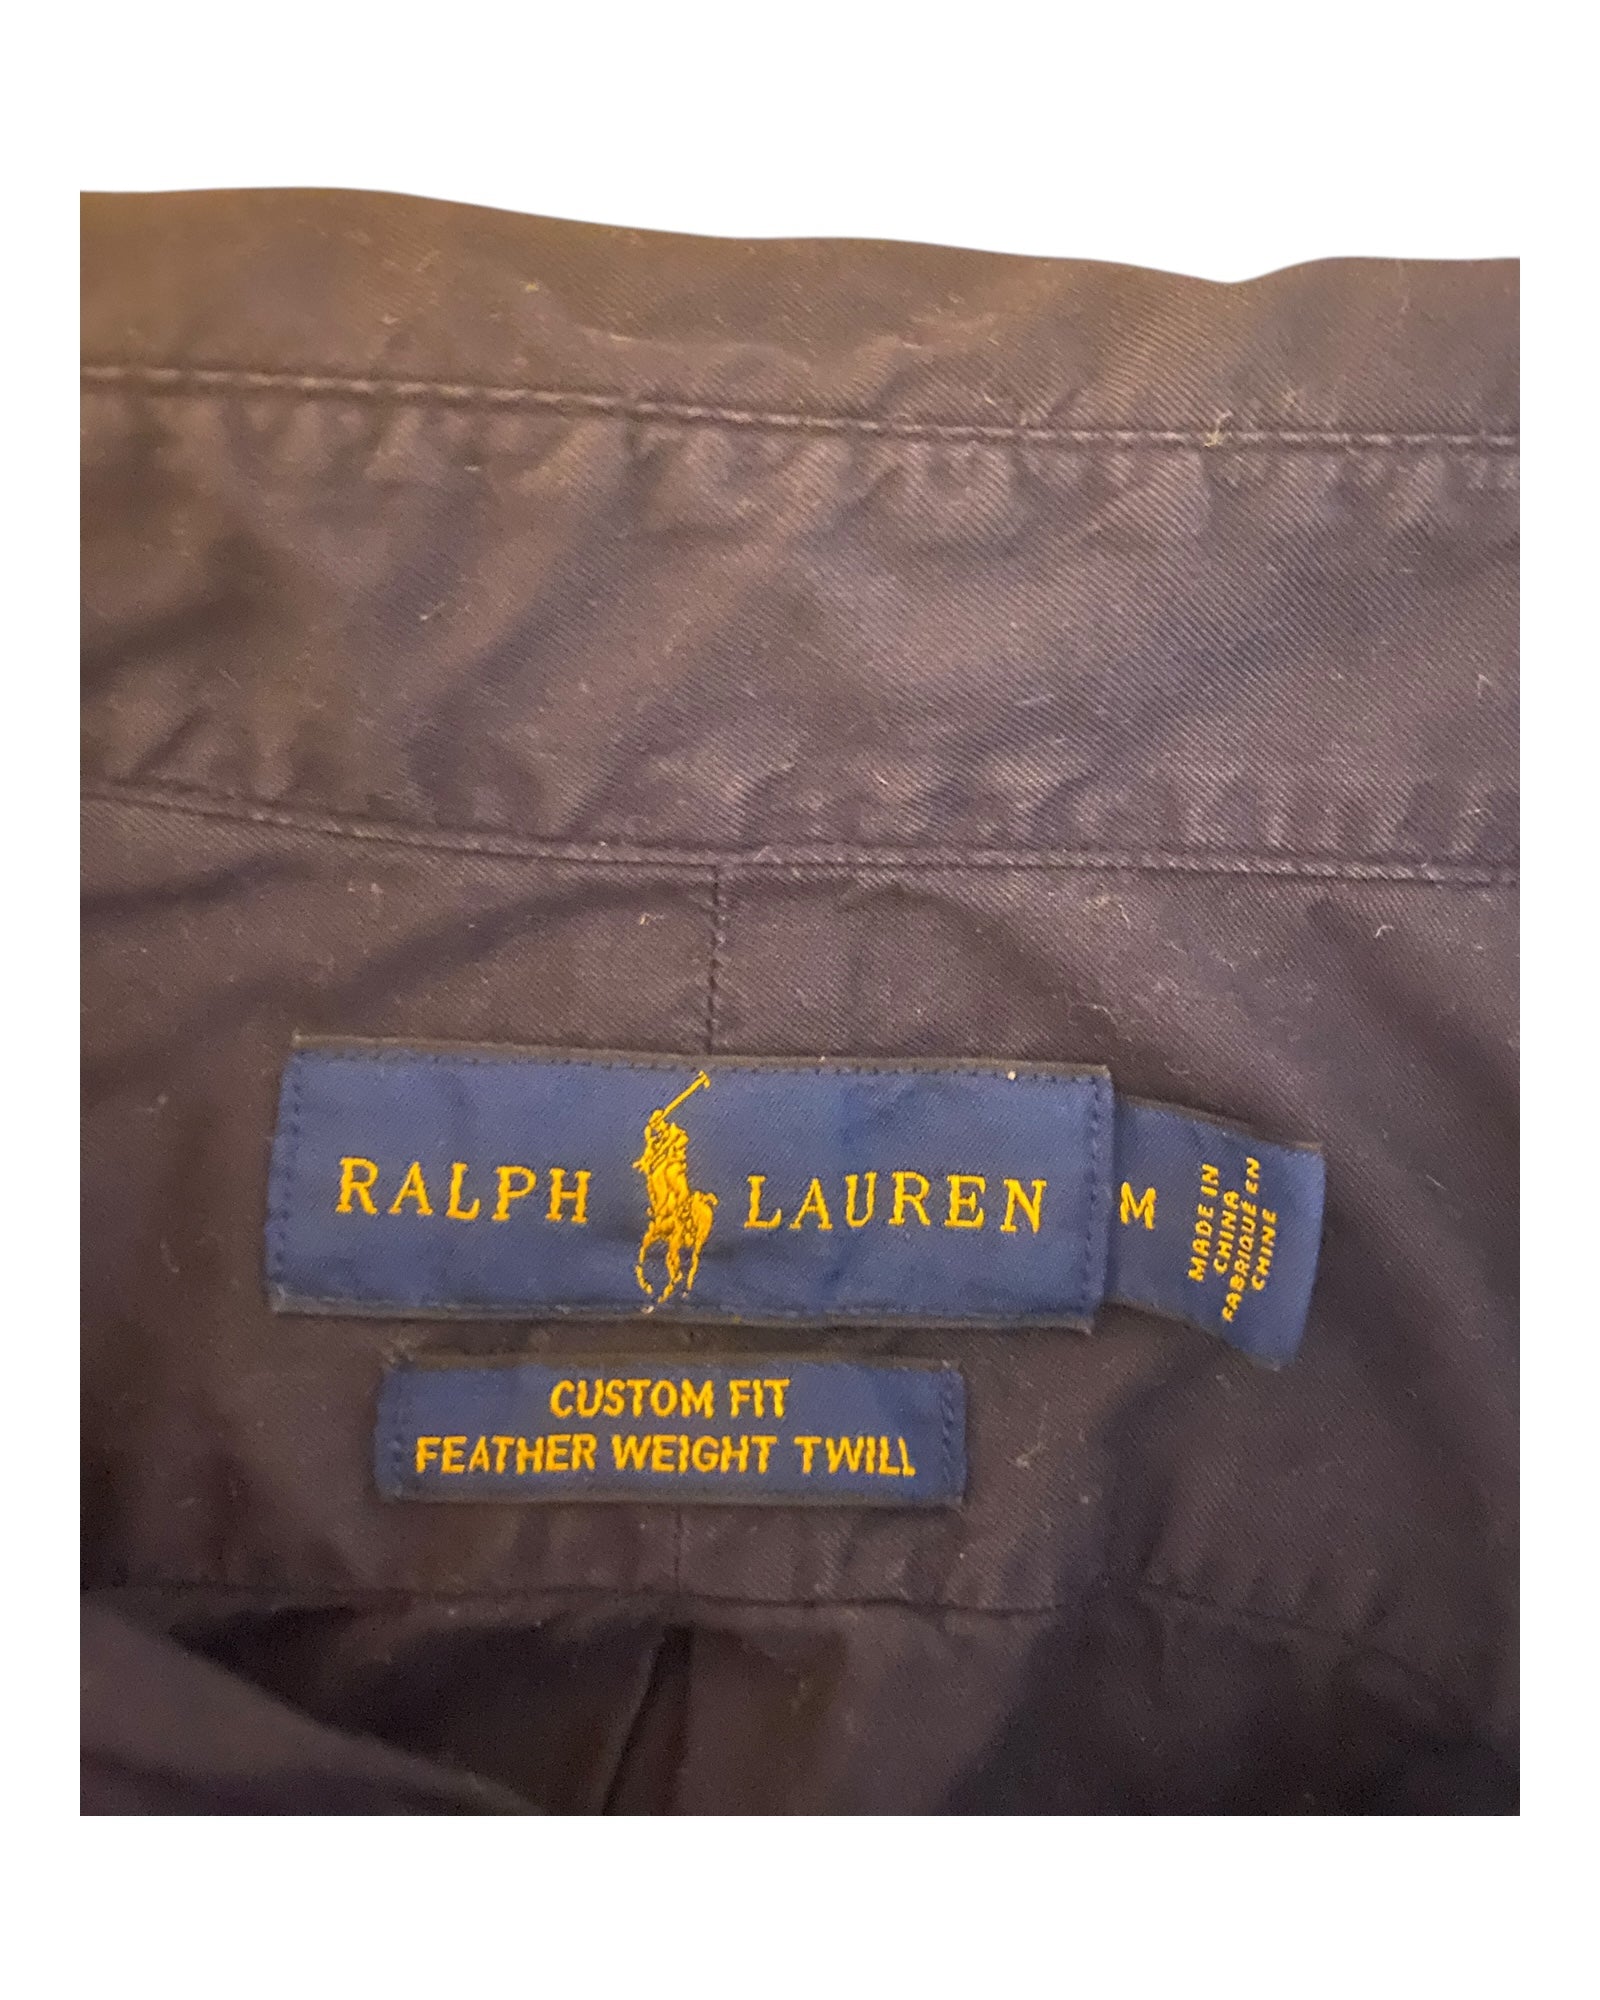 RALPH LAUREN
M
MADE IN
CHINA
FABRIQUÉ EN
CHINE
CUSTOM FIT
FEATHER WEIGHT TWILL